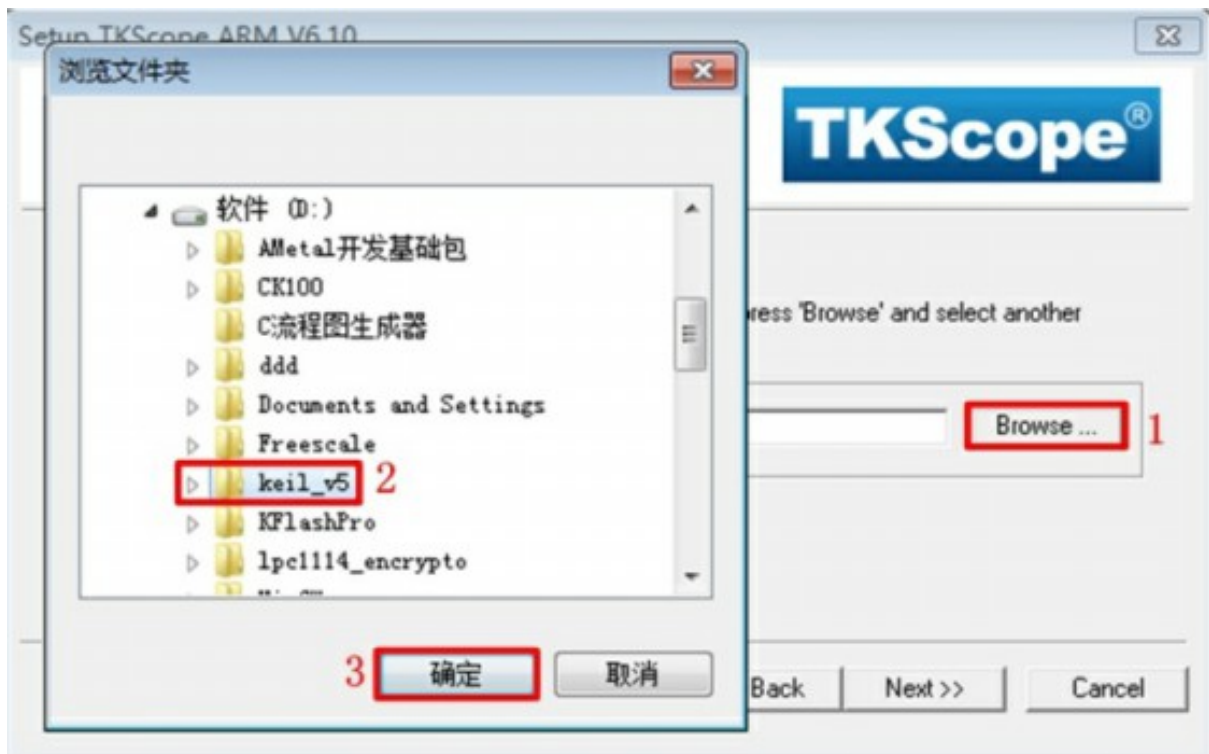 Setup TKScope ARM V6.10
浏览文件夹
TKScope®
软件 (D:)
AMetal开发基础包
CK100
C流程图生成器
ddd
Documents and Settings
Freescale
keil_v5 2
KFlashPro
lpc1114_encrypto
press 'Browse' and select another
Browse ... 1
3 确定 取消
Back Next >> Cancel